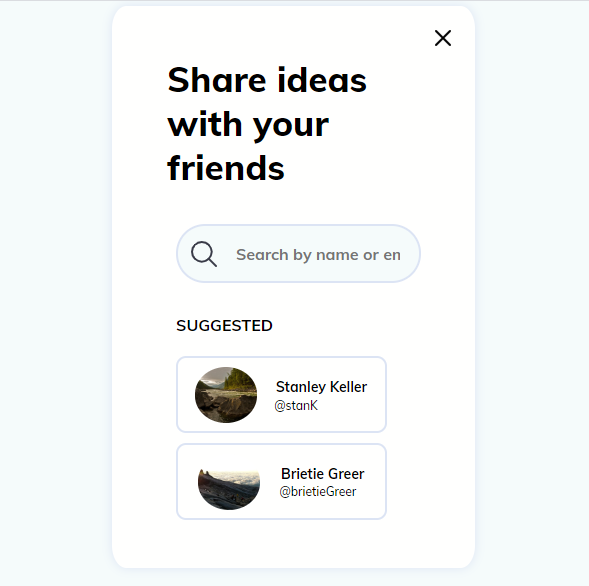 Share ideas
with your
friends
Search by name or en
SUGGESTED
Stanley Keller
@stanK
Brietie Greer
@brietieGreer